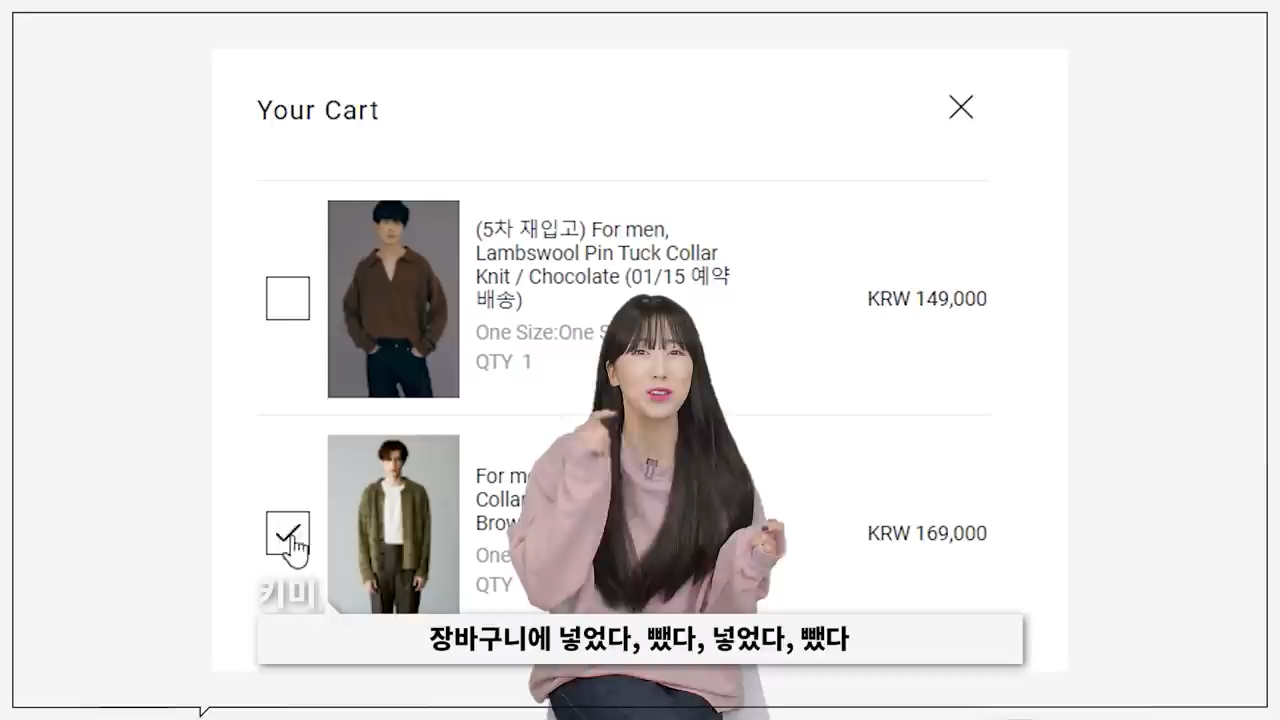 Your Cart
(5차 재입고) For men,
Lambswool Pin Tuck Collar
Knit / Chocolate (01/15 예약
배송)
KRW 149,000
One Size:One
QTY 1
For
Collar
KRW 169,000
One
QTY
키미
장바구니에 넣었다, 뺐다, 넣었다, 뺐다